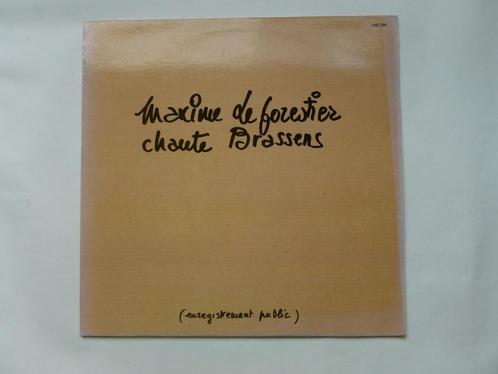 maxime le forestier
chante Brassens
(enregistrement public)